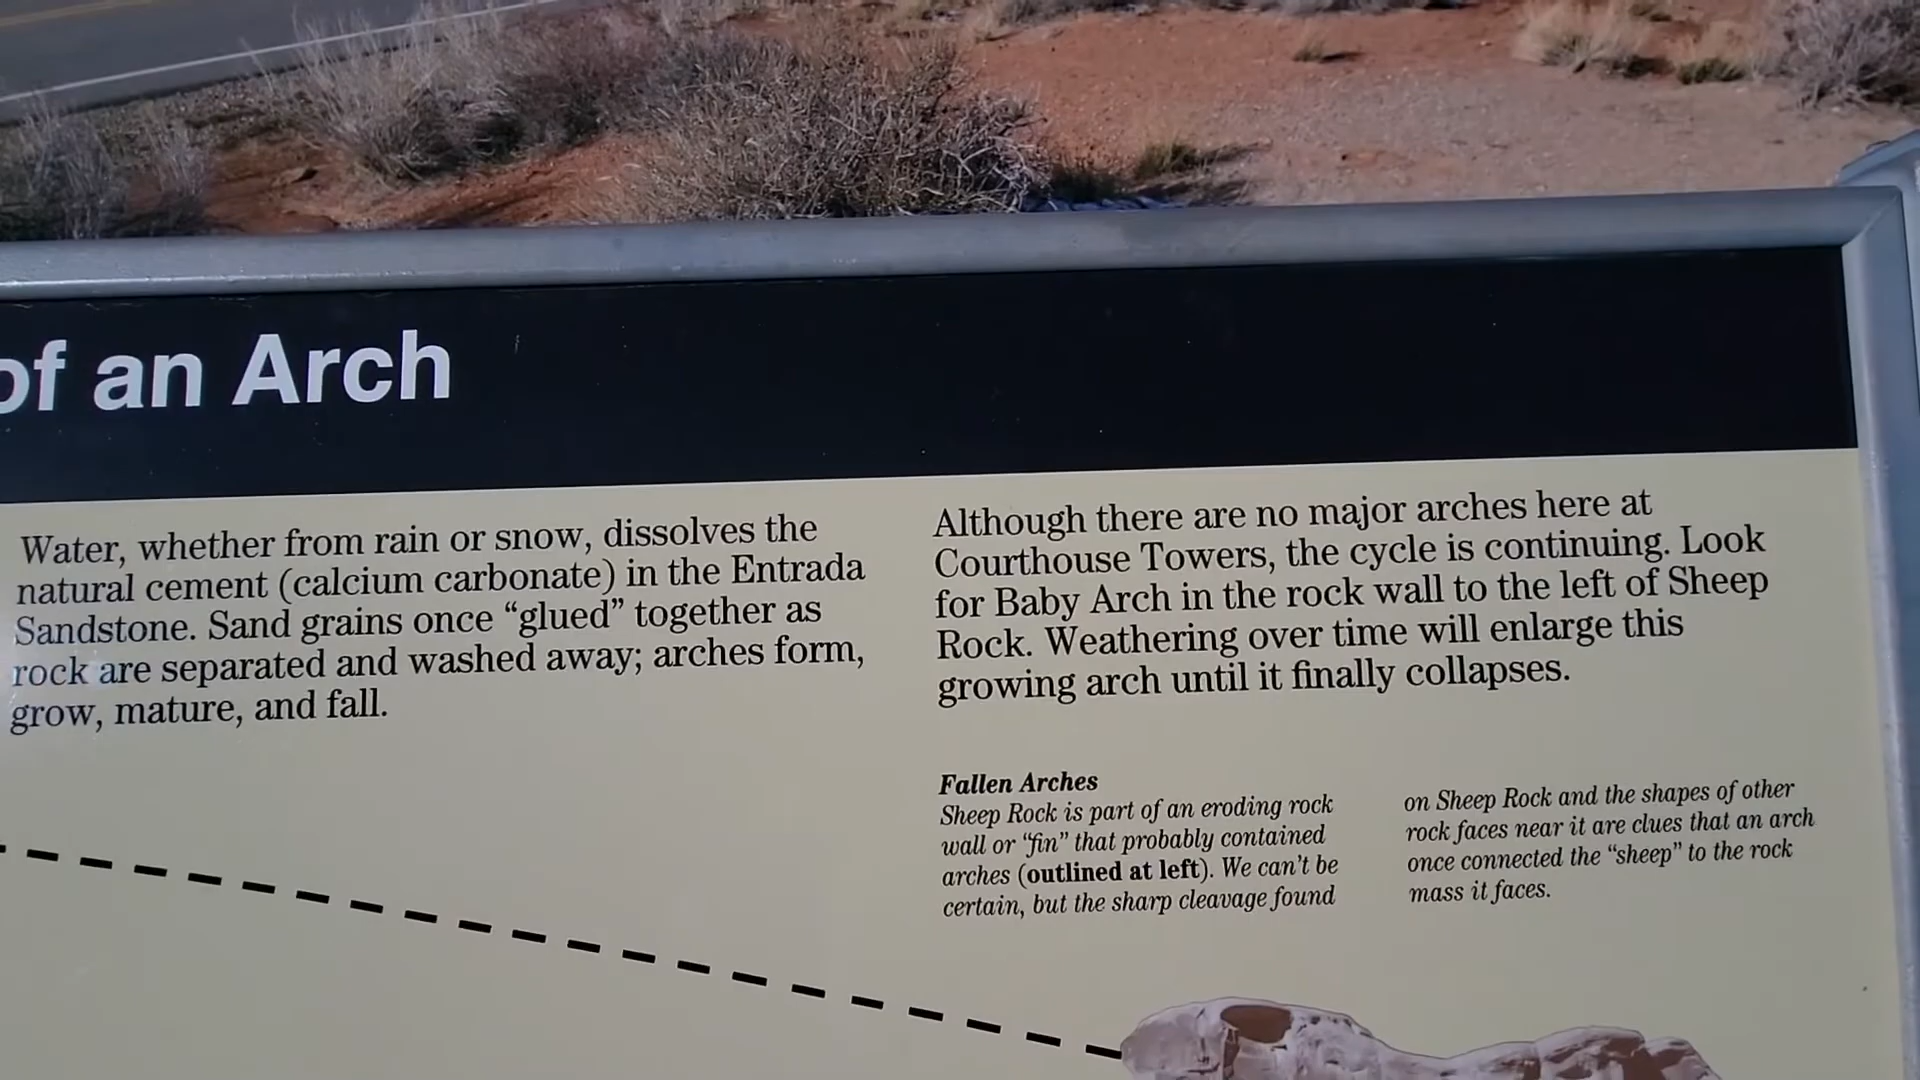 of an Arch
Water, whether from rain or snow, dissolves the
natural cement (calcium carbonate) in the Entrada
Sandstone. Sand grains once “glued” together as
rock are separated and washed away; arches form,
grow, mature, and fall.
Although there are no major arches here at
Courthouse Towers, the cycle is continuing. Look
for Baby Arch in the rock wall to the left of Sheep
Rock. Weathering over time will enlarge this
growing arch until it finally collapses.
Fallen Arches
Sheep Rock is part of an eroding rock
wall or “fin” that probably contained
arches (outlined at left). We can’t be
certain, but the sharp cleavage found
on Sheep Rock and the shapes of other
rock faces near it are clues that an arch
once connected the “sheep” to the rock
mass it faces.